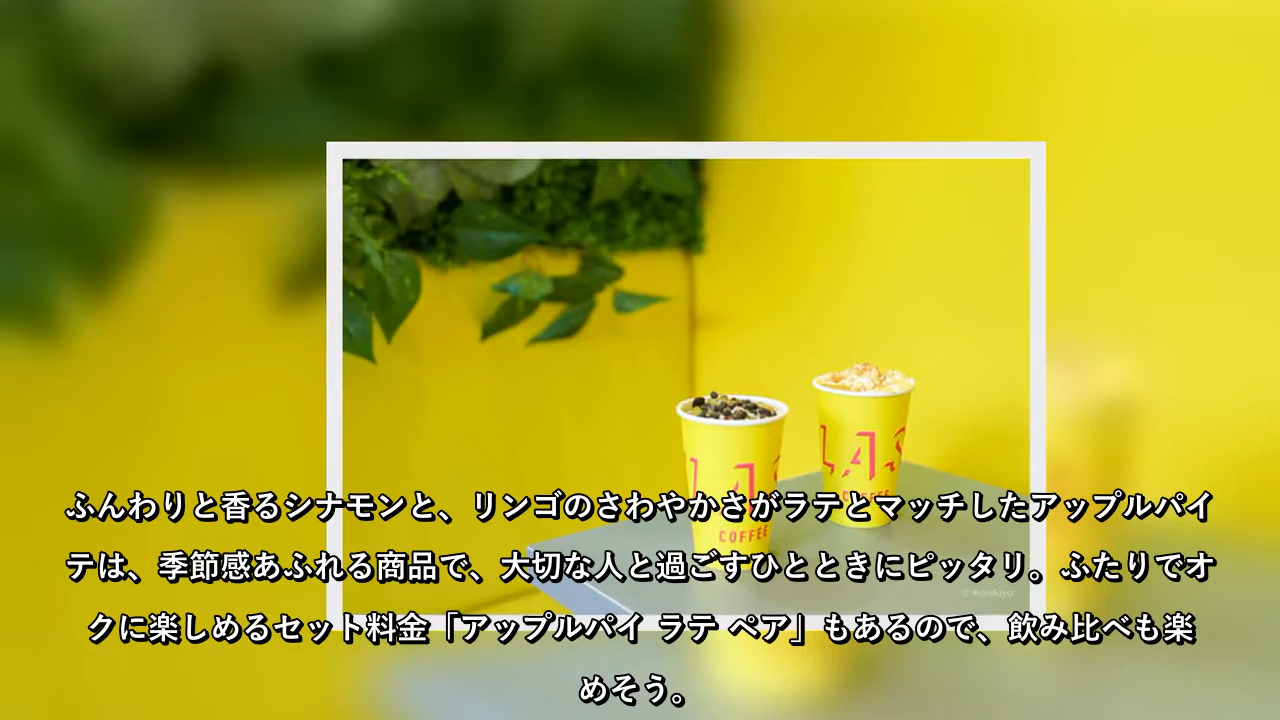 LAS
COFFEE
LAS
COFFEE
© Korekiyo
ふんわりと香るシナモンと、リンゴのさわやかさがラテとマッチしたアップルパイ
テは、季節感あふれる商品で、大切な人と過ごすひとときにピッタリ。ふたりでオ
クに楽しめるセット料金「アップルパイ ラテ ペア」もあるので、飲み比べも楽
めそう。